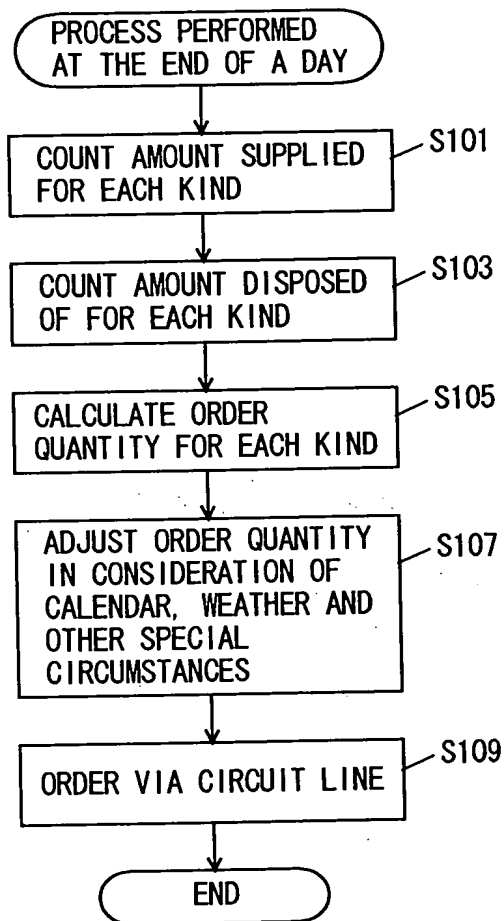 PROCESS PERFORMED
AT THE END OF A DAY
COUNT AMOUNT SUPPLIED
FOR EACH KIND
S101
COUNT AMOUNT DISPOSED
OF FOR EACH KIND
S103
CALCULATE ORDER
QUANTITY FOR EACH KIND
S105
ADJUST ORDER QUANTITY
IN CONSIDERATION OF
CALENDAR, WEATHER AND
OTHER SPECIAL
CIRCUMSTANCES
S107
ORDER VIA CIRCUIT LINE
S109
END